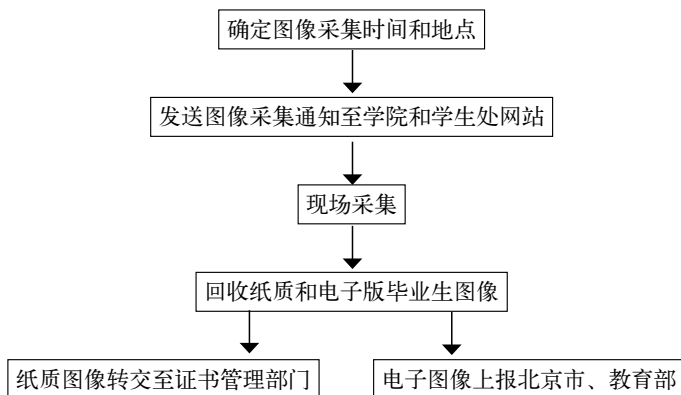 确定图像采集时间和地点
发送图像采集通知至学院和学生处网站
现场采集
回收纸质和电子版毕业生图像
纸质图像转交至证书管理部门
电子图像上报北京市、教育部